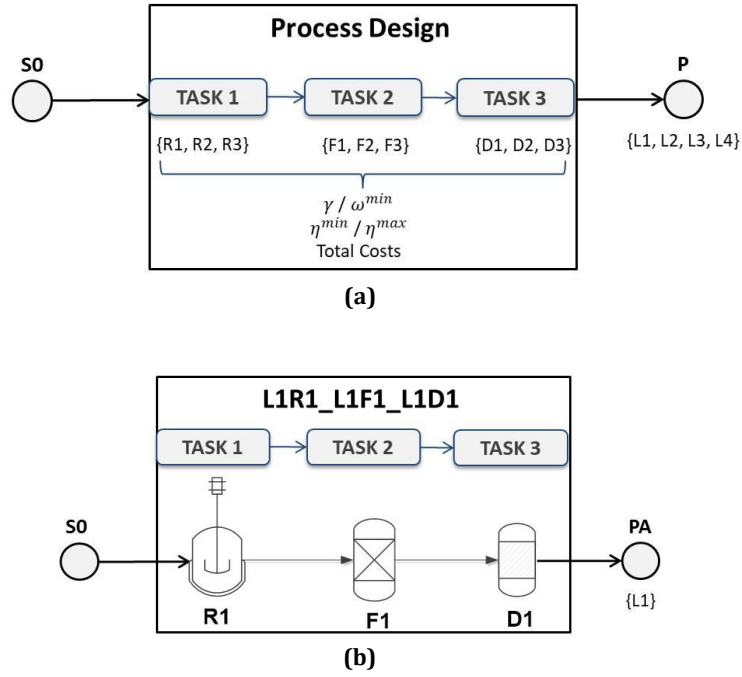 Process Design
S0
P
TASK 1
TASK 2
TASK 3
{R1, R2, R3}
{F1, F2, F3}
{D1, D2, D3}
{L1, L2, L3, L4}
γ / ω^min
η^min / η^max
Total Costs
(a)
L1R1_L1F1_L1D1
TASK 1
TASK 2
TASK 3
S0
PA
{L1}
R1
F1
D1
(b)